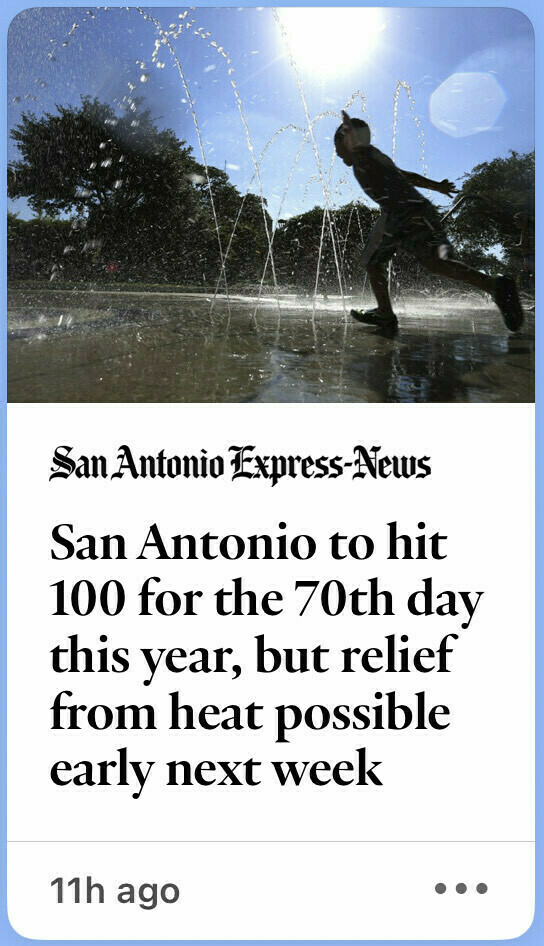 San Antonio Express-News
San Antonio to hit
100 for the 70th day
this year, but relief
from heat possible
early next week
11h ago